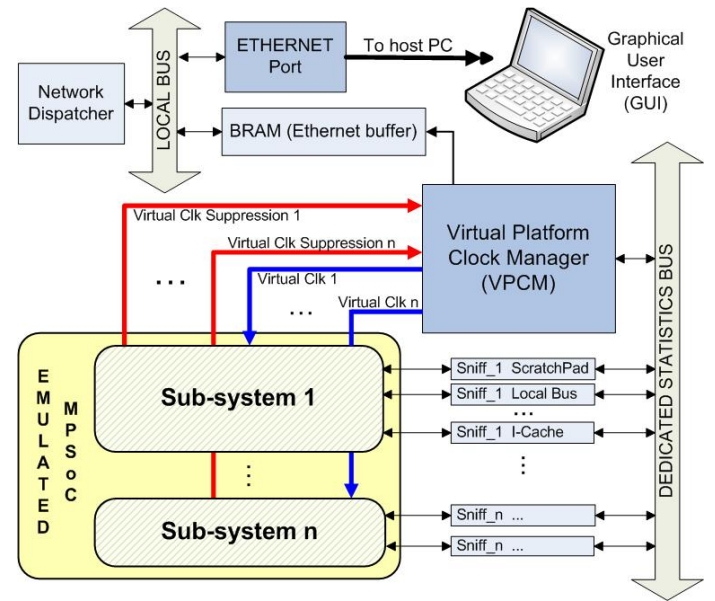 LOCAL BUS
ETHERNET
Port
To host PC
Graphical
User
Interface
(GUI)
Network
Dispatcher
BRAM (Ethernet buffer)
Virtual Clk Suppression 1
Virtual Clk Suppression n
...
Virtual Clk 1
...
Virtual Clk n
Virtual Platform
Clock Manager
(VPCM)
DEDICATED STATISTICS BUS
EMULATED
MPSoC
Sub-system 1
...
Sub-system n
Sniff_1 ScratchPad
Sniff_1 Local Bus
...
Sniff_1 I-Cache
...
Sniff_n ...
Sniff_n ...